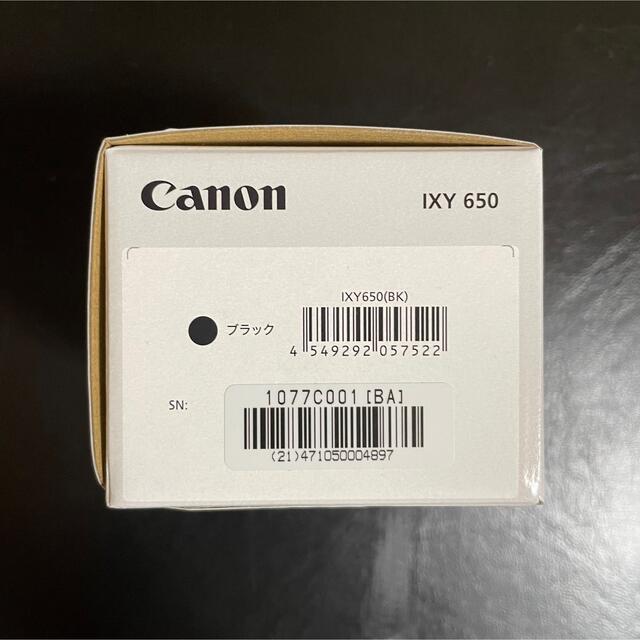 Canon
IXY 650
IXY650(BK)
ブラック
4 549292 057522
1077C001 [BA]
SN:
(21)471050004897